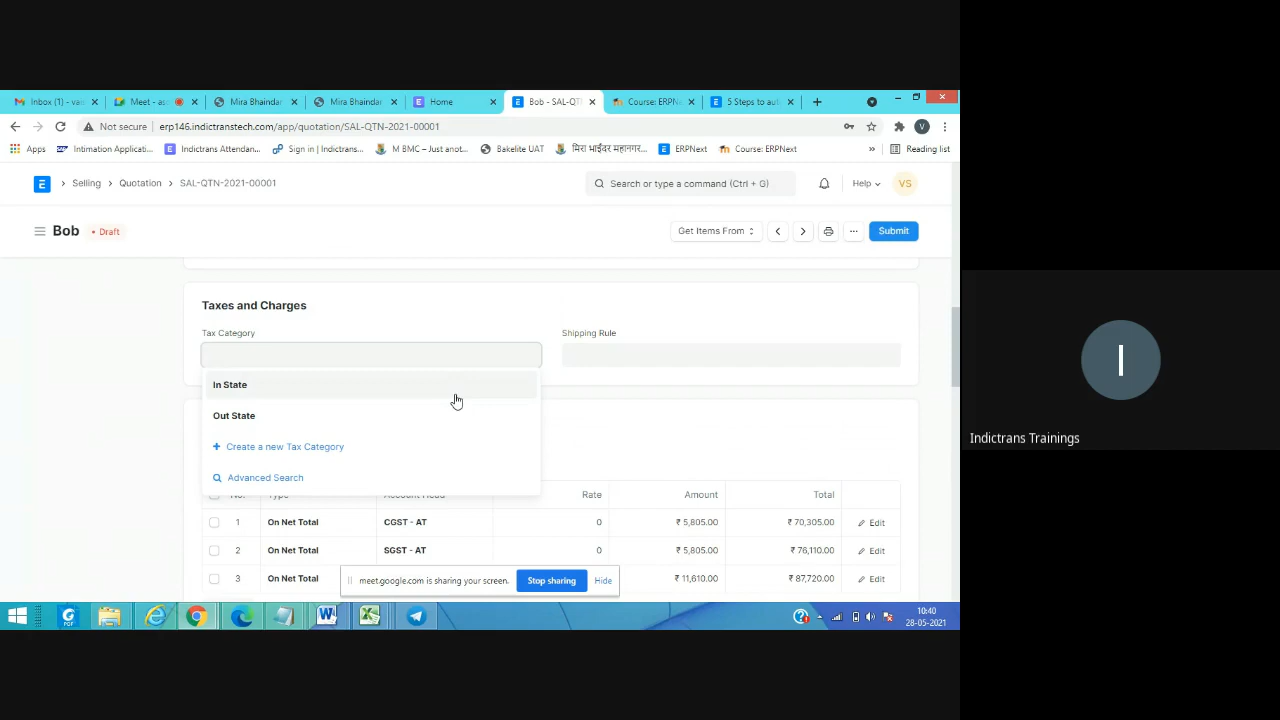 Inbox (1) - vai
Meet - as
Mira Bhaindar
Mira Bhaindar
Home
Bob - SAL-QTN
Course: ERPNe
5 Steps to aut
Not secure
erp146.indictranstech.com/app/quotation/SAL-QTN-2021-00001
V
Apps
Intimation Applicati...
Indictrans Attendan...
Sign in | Indictrans...
M BMC – Just anot...
Bakelite UAT
मिरा भाईंदर महानगर...
ERPNext
Course: ERPNext
»
Reading list
E
Selling
Quotation
SAL-QTN-2021-00001
Search or type a command (Ctrl + G)
Help
VS
Bob
Draft
Get Items From
Submit
Taxes and Charges
Tax Category
Shipping Rule
In State
Out State
+ Create a new Tax Category
Advanced Search
No. Type Account Head Rate Amount Total
1 On Net Total CGST - AT 0 ₹ 5,805.00 ₹ 70,305.00 Edit
2 On Net Total SGST - AT 0 ₹ 5,805.00 ₹ 76,110.00 Edit
3 On Net Total ₹ 11,610.00 ₹ 87,720.00 Edit
meet.google.com is sharing your screen.
Stop sharing
Hide
10:40
28-05-2021
I
Indictrans Trainings